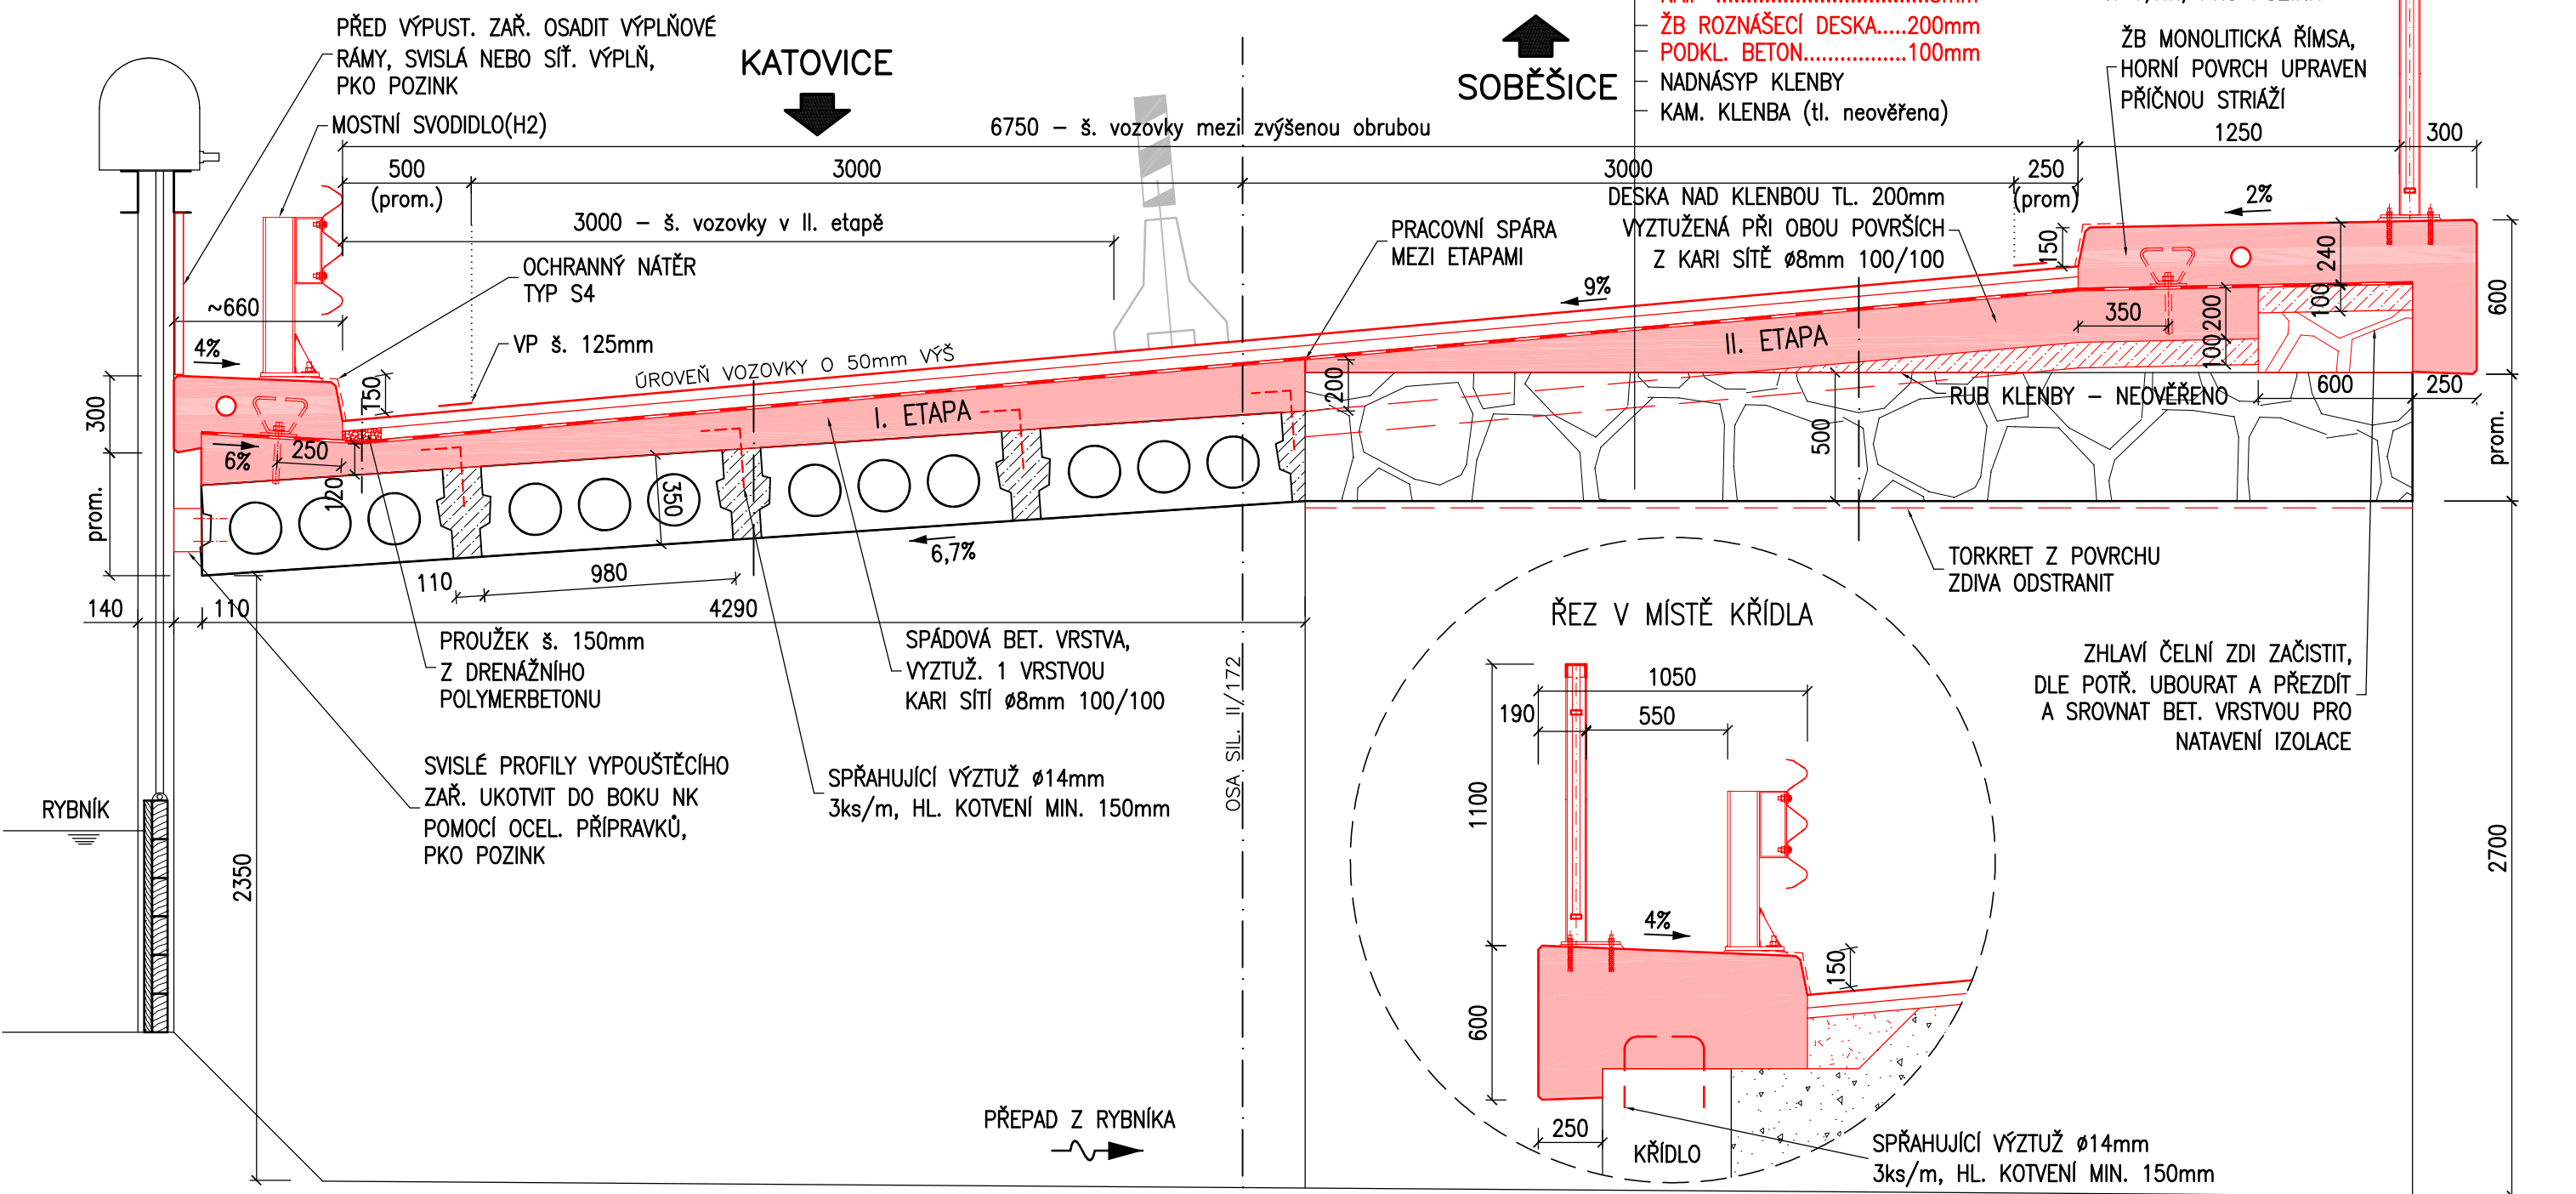 PŘED VÝPUST. ZAŘ. OSADIT VÝPLŇOVÉ
RÁMY, SVISLÁ NEBO SÍŤ. VÝPLŇ,
PKO POZINK
MOSTNÍ SVODIDLO(H2)
KATOVICE
SOBĚŠICE
ŽB ROZNÁŠECÍ DESKA.....200mm
PODKL. BETON.................100mm
NADNÁSYP KLENBY
KAM. KLENBA (tl. neověřena)
ŽB MONOLITICKÁ ŘÍMSA,
HORNÍ POVRCH UPRAVEN
PŘÍČNOU STRIÁŽÍ
6750 – š. vozovky mezi zvýšenou obrubou
1250
300
500
(prom.)
3000
3000
250
(prom)
3000 – š. vozovky v II. etapě
DESKA NAD KLENBOU TL. 200mm
VYZTUŽENÁ PŘI OBOU POVRŠÍCH
Z KARI SÍTĚ ø8mm 100/100
PRACOVNÍ SPÁRA
MEZI ETAPAMI
2%
150
240
600
OCHRANNÝ NÁTĚR
TYP S4
~660
VP š. 125mm
4%
9%
100
200
100
350
II. ETAPA
ÚROVEŇ VOZOVKY O 50mm VÝŠ
I. ETAPA
200
150
300
RUB KLENBY – NEOVĚŘENO
600
250
6%
250
120
350
500
prom.
prom.
6,7%
110
980
140
110
4290
TORKRET Z POVRCHU
ZDIVA ODSTRANIT
PROUŽEK š. 150mm
Z DRENÁŽNÍHO
POLYMERBETONU
SPÁDOVÁ BET. VRSTVA,
VYZTUŽ. 1 VRSTVOU
KARI SÍTÍ ø8mm 100/100
OSA SIL. II/172
ŘEZ V MÍSTĚ KŘÍDLA
ZHLAVÍ ČELNÍ ZDI ZAČISTIT,
DLE POTŘ. UBOURAT A PŘEZDÍT
A SROVNAT BET. VRSTVOU PRO
NATAVENÍ IZOLACE
1050
190
550
SVISLÉ PROFILY VYPOUŠTĚCÍHO
ZAŘ. UKOTVIT DO BOKU NK
POMOCÍ OCEL. PŘÍPRAVKŮ,
PKO POZINK
SPŘAHUJÍCÍ VÝZTUŽ ø14mm
3ks/m, HL. KOTVENÍ MIN. 150mm
RYBNÍK
2350
1100
2700
4%
150
600
PŘEPAD Z RYBNÍKA
250
KŘÍDLO
SPŘAHUJÍCÍ VÝZTUŽ ø14mm
3ks/m, HL. KOTVENÍ MIN. 150mm